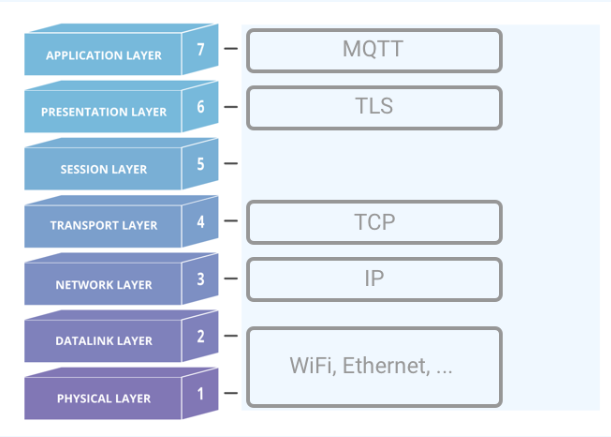 APPLICATION LAYER 7 – MQTT
PRESENTATION LAYER 6 – TLS
SESSION LAYER 5 –
TRANSPORT LAYER 4 – TCP
NETWORK LAYER 3 – IP
DATALINK LAYER 2 –
WiFi, Ethernet, ...
PHYSICAL LAYER 1 –